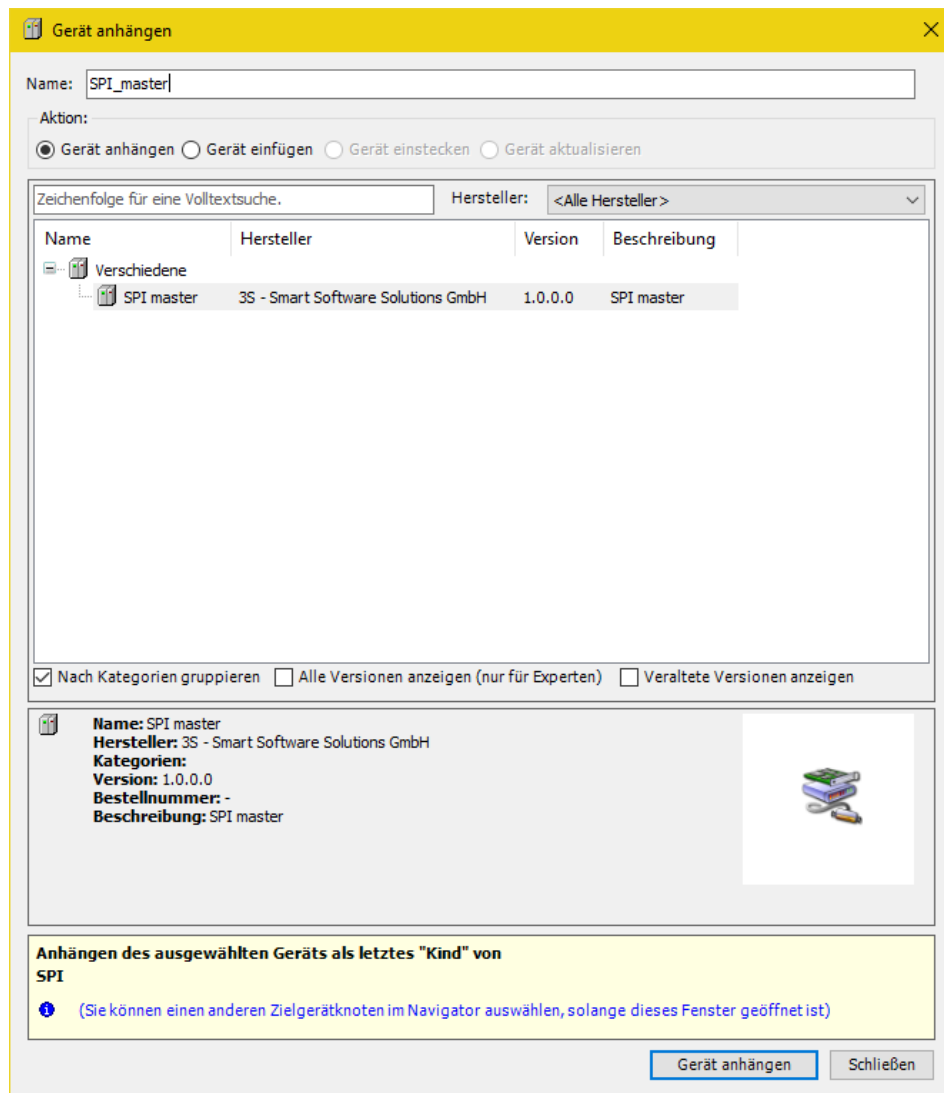 Gerät anhängen
Name: SPI_master
Aktion:
Gerät anhängen Gerät einfügen Gerät einstecken Gerät aktualisieren
Zeichenfolge für eine Volltextsuche. Hersteller: <Alle Hersteller>
Name Hersteller Version Beschreibung
Verschiedene
SPI master 3S - Smart Software Solutions GmbH 1.0.0.0 SPI master
Nach Kategorien gruppieren Alle Versionen anzeigen (nur für Experten) Veraltete Versionen anzeigen
Name: SPI master
Hersteller: 3S - Smart Software Solutions GmbH
Kategorien:
Version: 1.0.0.0
Bestellnummer: -
Beschreibung: SPI master
Anhängen des ausgewählten Geräts als letztes "Kind" von
SPI
(Sie können einen anderen Zielgerätknoten im Navigator auswählen, solange dieses Fenster geöffnet ist)
Gerät anhängen Schließen